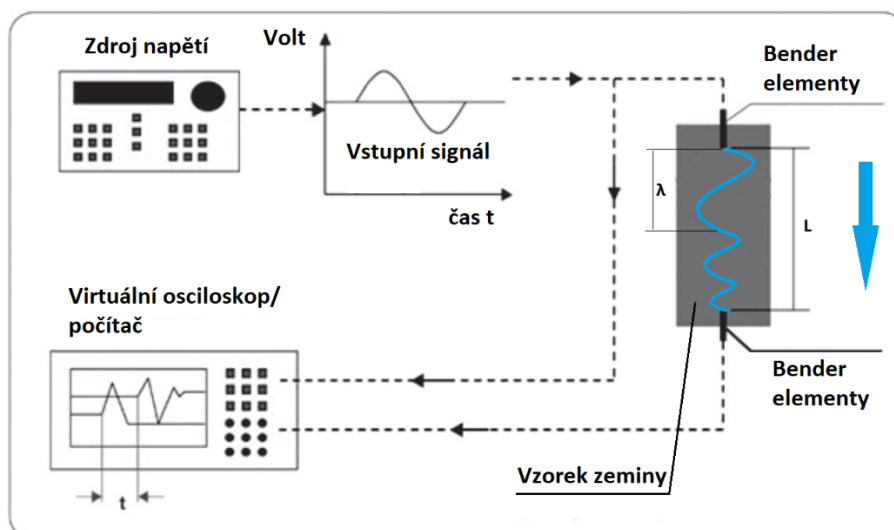 Zdroj napětí
Volt
Vstupní signál
čas t
Bender
elementy
λ
L
Virtuální osciloskop/
počítač
t
Bender
elementy
Vzorek zeminy